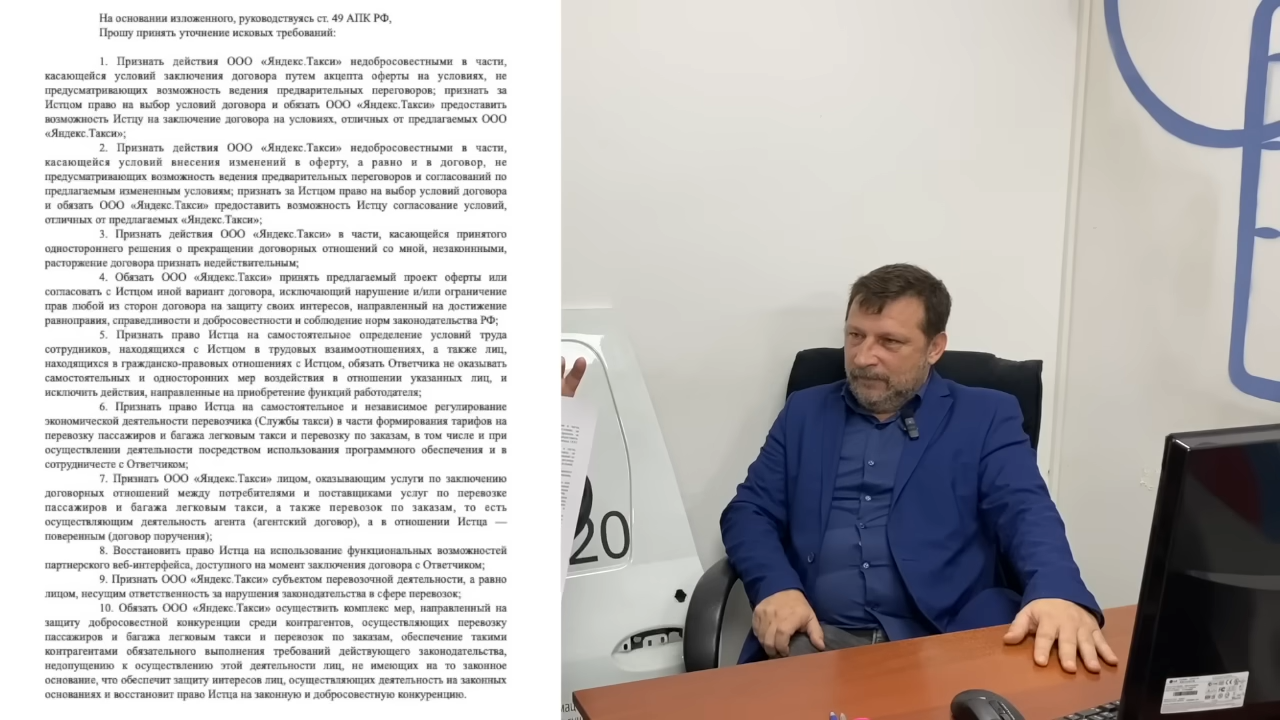 На основании изложенного, руководствуясь ст. 49 АПК РФ,
Прошу принять уточнение исковых требований:
1. Признать действия ООО «Яндекс.Такси» недобросовестными в части,
касающейся условий заключения договора путем акцепта оферты на условиях, не
предусматривающих возможность ведения предварительных переговоров; признать за
Истцом право на выбор условий договора и обязать ООО «Яндекс.Такси» предоставить
возможность Истцу на заключение договора на условиях, отличных от предлагаемых ООО
«Яндекс.Такси»;
2. Признать действия ООО «Яндекс.Такси» недобросовестными в части,
касающейся условий внесения изменений в оферту, а равно и в договор, не
предусматривающих возможность ведения предварительных переговоров и согласований по
предлагаемым измененным условиям; признать за Истцом право на выбор условий договора
и обязать ООО «Яндекс.Такси» предоставить возможность Истцу согласование условий,
отличных от предлагаемых «Яндекс.Такси»;
3. Признать действия ООО «Яндекс.Такси» в части, касающейся принятого
одностороннего решения о прекращении договорных отношений со мной, незаконнными,
расторжение договора признать недействительным;
4. Обязать ООО «Яндекс.Такси» принять предлагаемый проект оферты или
согласовать с Истцом иной вариант договора, исключающий нарушение и/или ограничение
прав любой из сторон договора на защиту своих интересов, направленный на достижение
равноправия, справедливости и добросовестности и соблюдение норм законодательства РФ;
5. Признать право Истца на самостоятельное определение условий труда
сотрудников, находящихся с Истцом в трудовых взаимоотношениях, а также лиц,
находящихся в гражданско-правовых отношениях с Истцом, обязать Ответчика не оказывать
самостоятельных и односторонних мер воздействия в отношении указанных лиц, и
исключить действия, направленные на приобретение функций работодателя;
6. Признать право Истца на самостоятельное и независимое регулирование
экономической деятельности перевозчика (Службы такси) в части формирования тарифов на
перевозку пассажиров и багажа легковым такси и перевозку по заказам, в том числе и при
осуществлении деятельности посредством использования программного обеспечения и в
сотрудничесте с Ответчиком;
7. Признать ООО «Яндекс.Такси» лицом, оказывающим услуги по заключению
договорных отношений между потребителями и поставщиками услуг по перевозке
пассажиров и багажа легковым такси, а также перевозок по заказам, то есть
осуществляющим деятельность агента (агентский договор), а в отношении Истца —
поверенным (договор поручения);
8. Восстановить право Истца на использование функциональных возможностей
партнерского веб-интерфейса, доступного на момент заключения договора с Ответчиком;
9. Признать ООО «Яндекс.Такси» субъектом перевозочной деятельности, а равно
лицом, несущим ответственность за нарушения законодательства в сфере перевозок;
10. Обязать ООО «Яндекс.Такси» осуществить комплекс мер, направленный на
защиту добросовестной конкуренции среди контрагентов, осуществляющих перевозку
пассажиров и багажа легковым такси и перевозок по заказам, обеспечение такими
контрагентами обязательного выполнения требований действующего законодательства,
недопущению к осуществлению этой деятельности лиц, не имеющих на то законное
основание, что обеспечит защиту интересов лиц, осуществляющих деятельность на законных
основаниях и восстановит право Истца на законную и добросовестную конкуренцию.
20